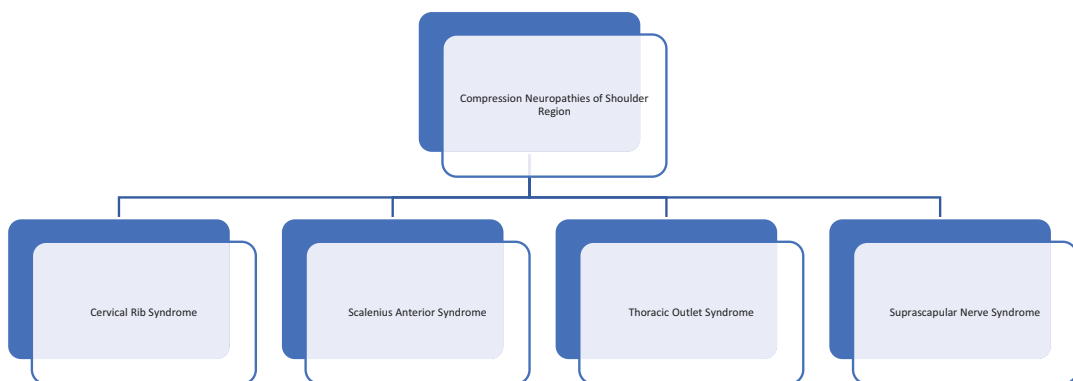 Compression Neuropathies of Shoulder
Region
Cervical Rib Syndrome
Scalenius Anterior Syndrome
Thoracic Outlet Syndrome
Suprascapular Nerve Syndrome